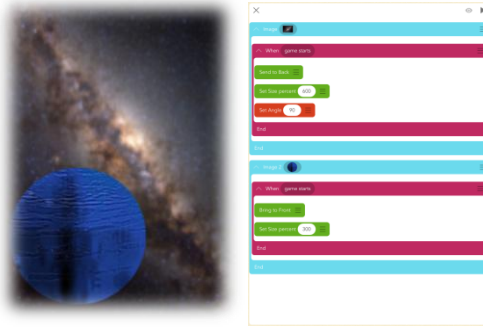 Image
When game starts
Send to Back
Set Size percent 600
Set Angle 90
End
End
Image
When game starts
Bring to Front
Set Size percent 300
End
End